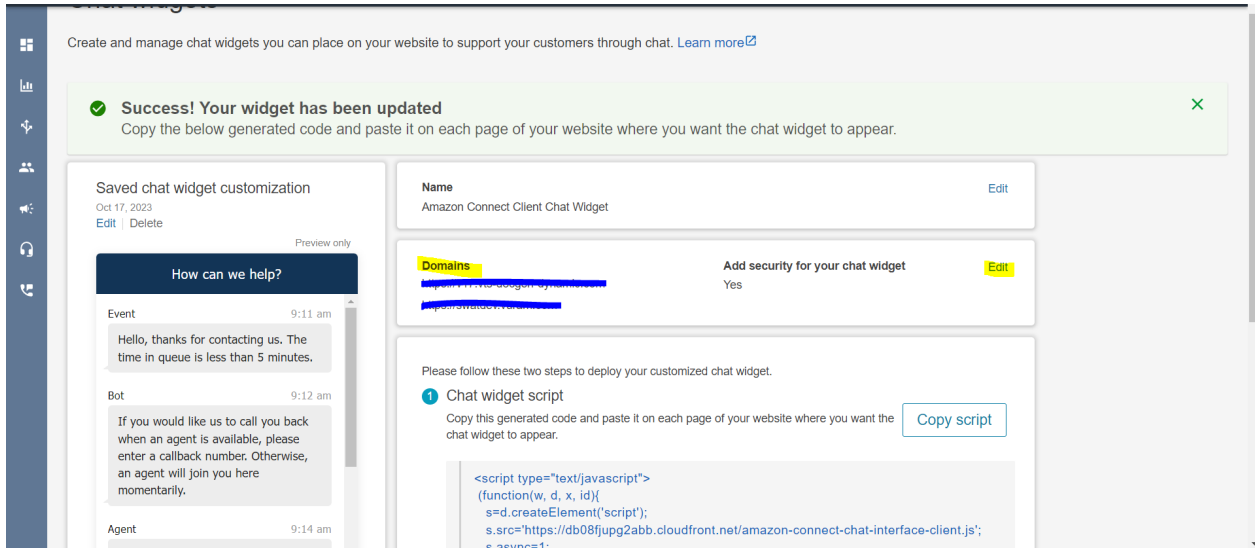 Chat widgets
Create and manage chat widgets you can place on your website to support your customers through chat. Learn more
Success! Your widget has been updated
Copy the below generated code and paste it on each page of your website where you want the chat widget to appear.
Saved chat widget customization
Oct 17, 2023
Edit | Delete
Preview only
How can we help?
Event 9:11 am
Hello, thanks for contacting us. The
time in queue is less than 5 minutes.
Bot 9:12 am
If you would like us to call you back
when an agent is available, please
enter a callback number. Otherwise,
an agent will join you here
momentarily.
Agent 9:14 am
Name Edit
Amazon Connect Client Chat Widget
Domains Add security for your chat widget Edit
Yes
Please follow these two steps to deploy your customized chat widget.
1 Chat widget script
Copy this generated code and paste it on each page of your website where you want the
chat widget to appear.
Copy script
<script type="text/javascript">
(function(w, d, x, id){
s=d.createElement('script');
s.src='https://db08fjupg2abb.cloudfront.net/amazon-connect-chat-interface-client.js';
s.async=1;